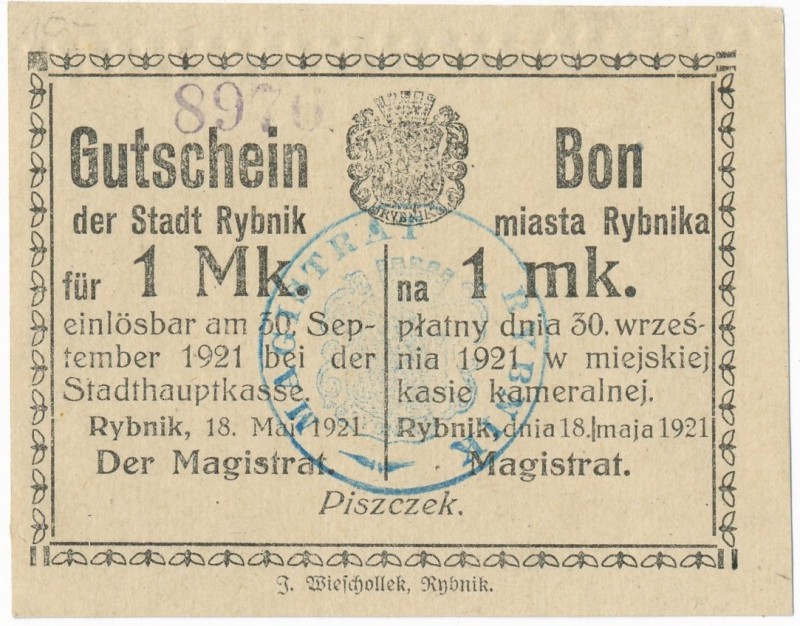 10-
8970
RYBNIK
Gutschein
der Stadt Rybnik
für 1 Mk.
einlösbar am 30. Sep-
tember 1921 bei der
Stadthauptkasse.
Rybnik, 18. Mai 1921
Der Magistrat.
Bon
miasta Rybnika
na 1 mk.
płatny dnia 30. wrześ-
nia 1921 w miejskiej
kasie kameralnej.
Rybnik, dnia 18. maja 1921
Magistrat.
Piszczek.
MAGISTRAT RYBNIK
J. Wieschollek, Rybnik.